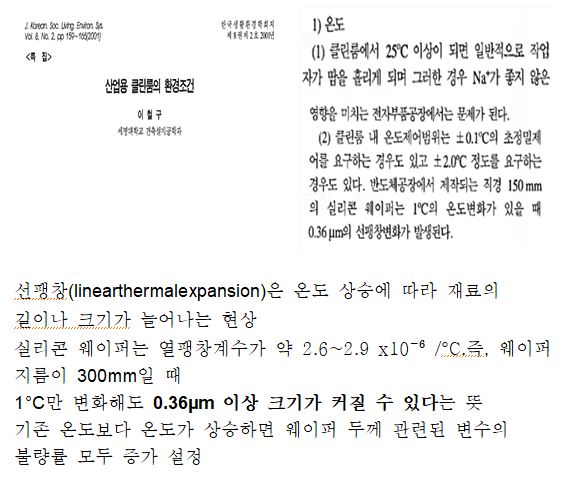 J. Korean. Soc. Living. Environ. Sys.
Vol. 8, No. 2, pp 159~165(2001)
한국생활환경학회지
제 8 권 제 2 호 2001년
<특 집>
산업용 클린룸의 환경조건
이 철 구
세명대학교 건축설비공학과
1) 온도
(1) 클린룸에서 25℃ 이상이 되면 일반적으로 작업
자가 땀을 흘리게 되며 그러한 경우 Na⁺가 좋지 않은
영향을 미치는 전자부품공장에서는 문제가 된다.
(2) 클린룸 내 온도제어범위는 ±0.1℃의 초정밀제
어를 요구하는 경우도 있고 ±2.0℃ 정도를 요구하는
경우도 있다. 반도체공장에서 제작되는 직경 150 mm
의 실리콘 웨이퍼는 1℃의 온도변화가 있을 때
0.36 μm의 선팽창변화가 발생된다.
선팽창(linearthermalexpansion)은 온도 상승에 따라 재료의
길이나 크기가 늘어나는 현상
실리콘 웨이퍼는 열팽창계수가 약 2.6~2.9 x10⁻⁶ /°C,즉, 웨이퍼
지름이 300mm일 때
1°C만 변화해도 0.36μm 이상 크기가 커질 수 있다는 뜻
기존 온도보다 온도가 상승하면 웨이퍼 두께 관련된 변수의
불량률 모두 증가 설정